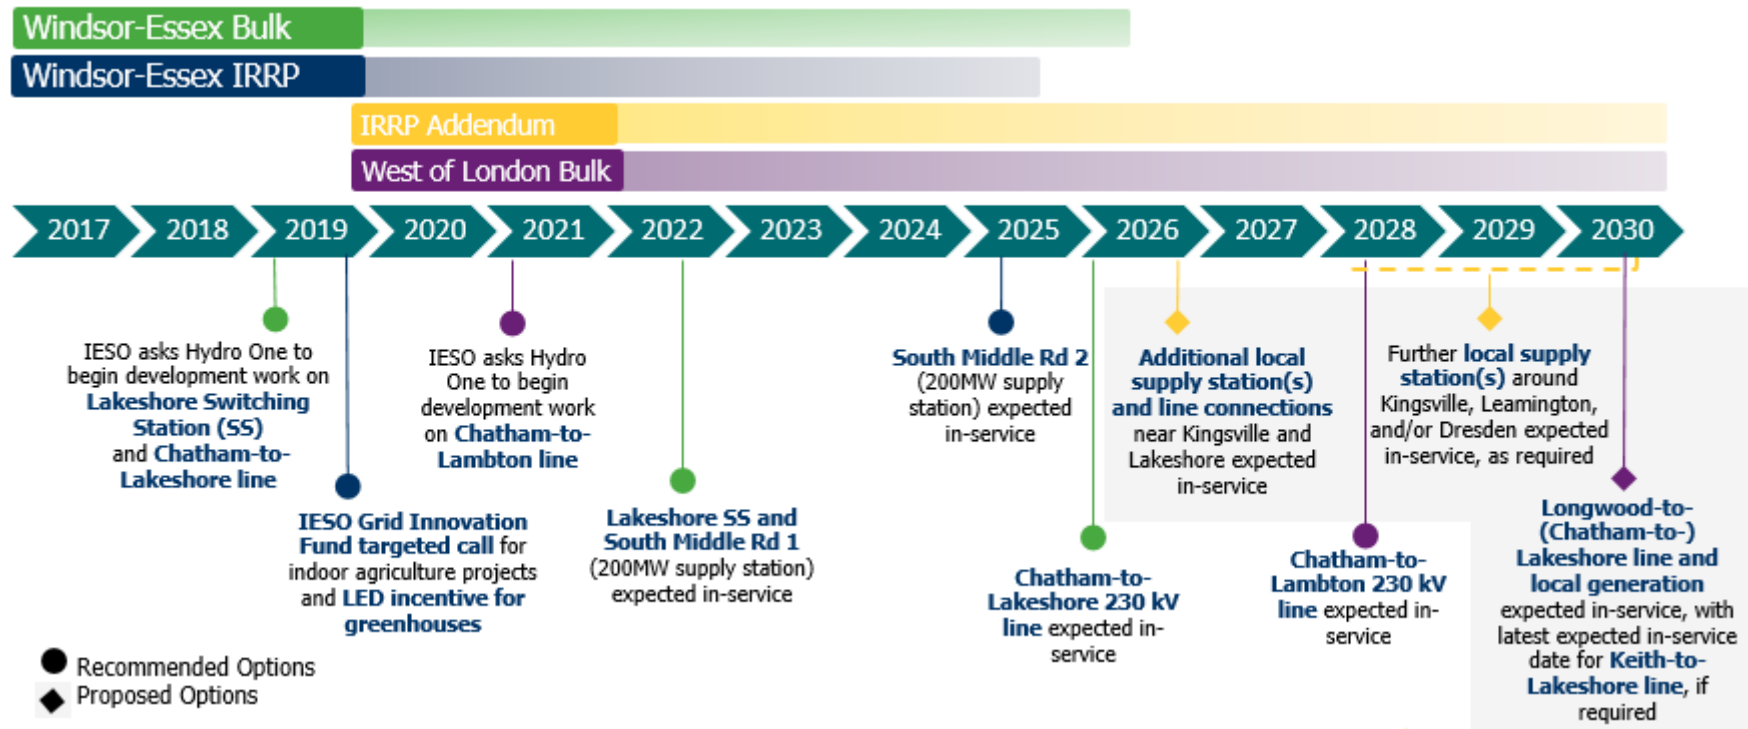 Windsor-Essex Bulk
Windsor-Essex IRRP
IRRP Addendum
West of London Bulk
2017
2018
2019
2020
2021
2022
2023
2024
2025
2026
2027
2028
2029
2030
IESO asks Hydro One to
begin development work on
Lakeshore Switching
Station (SS)
and Chatham-to-
Lakeshore line
IESO Grid Innovation
Fund targeted call for
indoor agriculture projects
and LED incentive for
greenhouses
IESO asks Hydro
One to begin
development work
on Chatham-to-
Lambton line
Lakeshore SS and
South Middle Rd 1
(200MW supply station)
expected in-service
South Middle Rd 2
(200MW supply
station) expected
in-service
Chatham-to-
Lakeshore 230 kV
line expected in-
service
Additional local
supply station(s)
and line connections
near Kingsville and
Lakeshore expected
in-service
Chatham-to-
Lambton 230 kV
line expected in-
service
Further local supply
station(s) around
Kingsville, Leamington,
and/or Dresden expected
in-service, as required
Longwood-to-
(Chatham-to-)
Lakeshore line and
local generation
expected in-service, with
latest expected in-service
date for Keith-to-
Lakeshore line, if
required
Recommended Options
Proposed Options